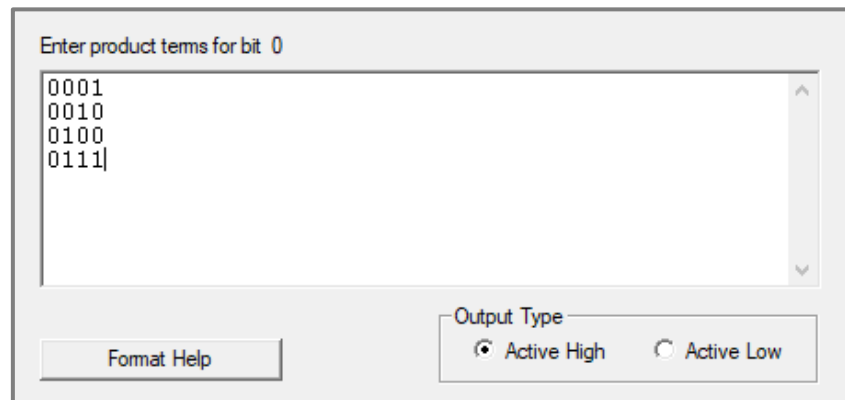 Enter product terms for bit 0
0001
0010
0100
0111
Output Type
Format Help
Active High
Active Low